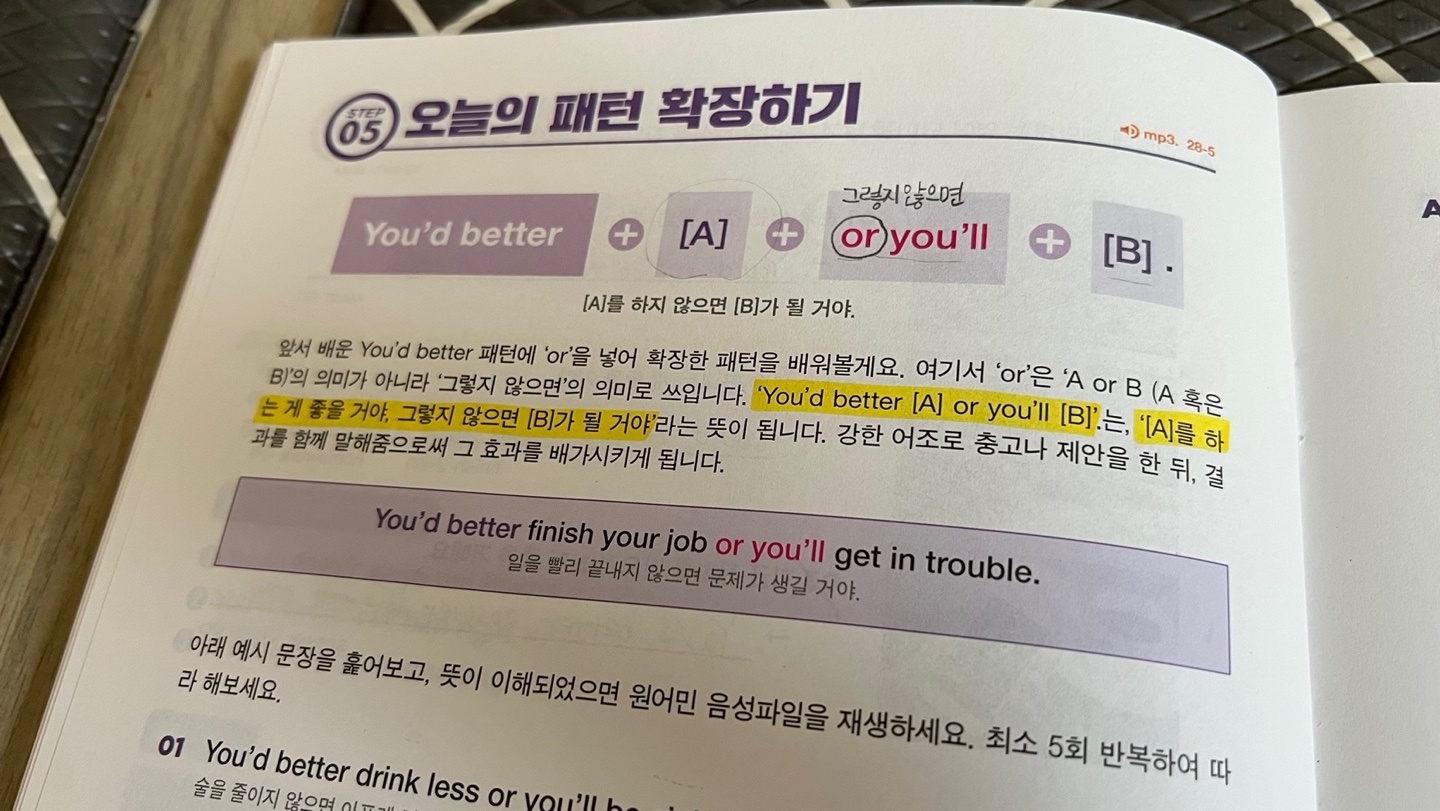 STEP 05 오늘의 패턴 확장하기
mp3. 28-5
그렇지않으면
You'd better + [A] + or you'll + [B] .
[A]를 하지 않으면 [B]가 될 거야.
앞서 배운 You'd better 패턴에 'or'을 넣어 확장한 패턴을 배워볼게요. 여기서 'or'은 'A or B (A 혹은
B)'의 의미가 아니라 '그렇지 않으면'의 의미로 쓰입니다. 'You'd better [A] or you'll [B]'.는, '[A]를 하
는 게 좋을 거야, 그렇지 않으면 [B]가 될 거야'라는 뜻이 됩니다. 강한 어조로 충고나 제안을 한 뒤, 결
과를 함께 말해줌으로써 그 효과를 배가시키게 됩니다.
You'd better finish your job or you'll get in trouble.
일을 빨리 끝내지 않으면 문제가 생길 거야.
아래 예시 문장을 훑어보고, 뜻이 이해되었으면 원어민 음성파일을 재생하세요. 최소 5회 반복하여 따
라 해보세요.
01 You'd better drink less or you'll
술을 줄이지 않으면
A